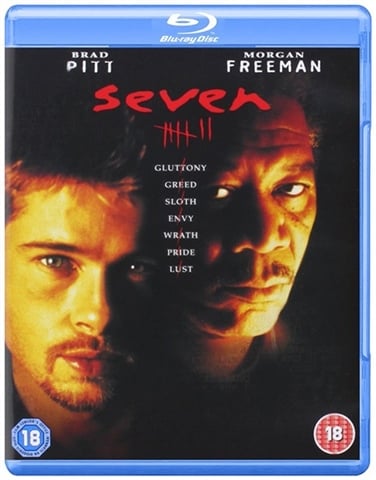 Blu-ray Disc
BRAD
PITT
MORGAN
FREEMAN
seven
GLUTTONY
GREED
SLOTH
ENVY
WRATH
PRIDE
LUST
18
18